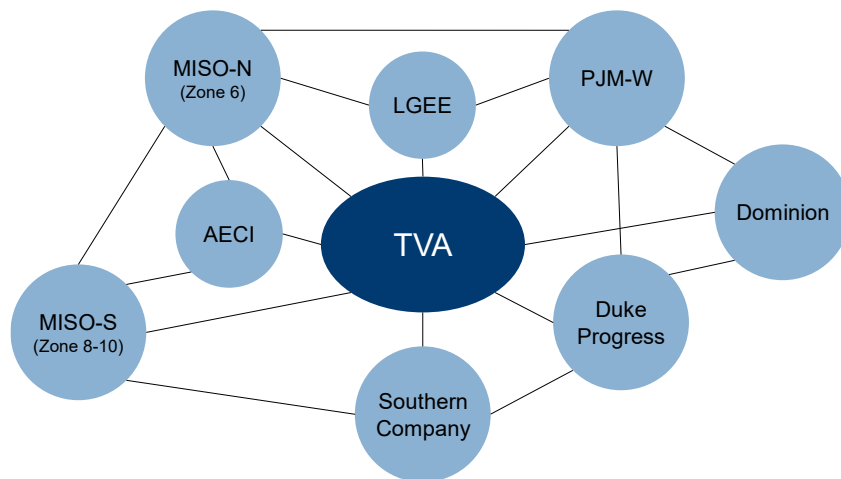 MISO-N
(Zone 6)
PJM-W
LGEE
AECI
Dominion
TVA
MISO-S
(Zone 8-10)
Duke
Progress
Southern
Company